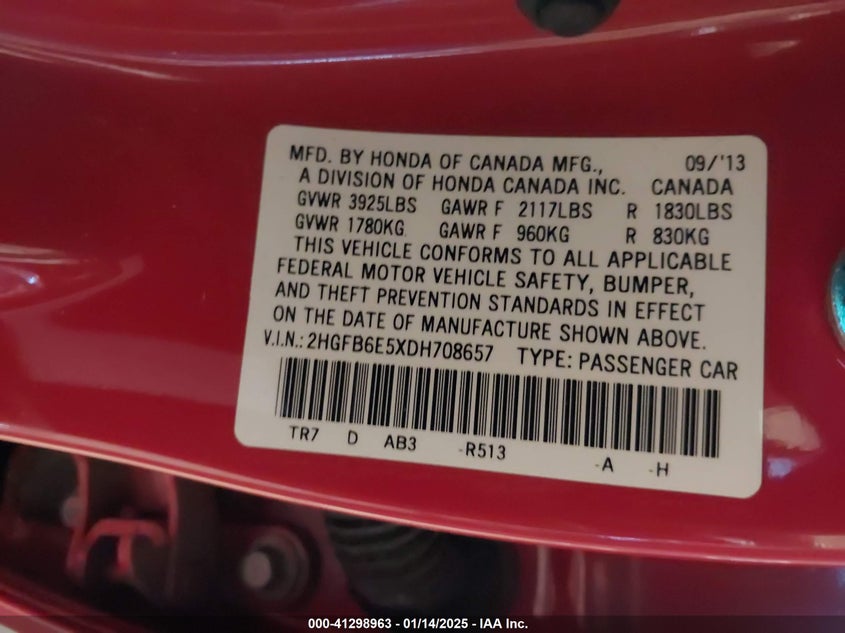 MFD. BY HONDA OF CANADA MFG., 09/'13
A DIVISION OF HONDA CANADA INC. CANADA
GVWR 3925LBS GAWR F 2117LBS R 1830LBS
GVWR 1780KG GAWR F 960KG R 830KG
THIS VEHICLE CONFORMS TO ALL APPLICABLE
FEDERAL MOTOR VEHICLE SAFETY, BUMPER,
AND THEFT PREVENTION STANDARDS IN EFFECT
ON THE DATE OF MANUFACTURE SHOWN ABOVE.
V.I.N.: 2HGFB6E5XDH708657 TYPE: PASSENGER CAR
TR7 D AB3 -R513 -A -H
000-41298963 - 01/14/2025 - IAA Inc.